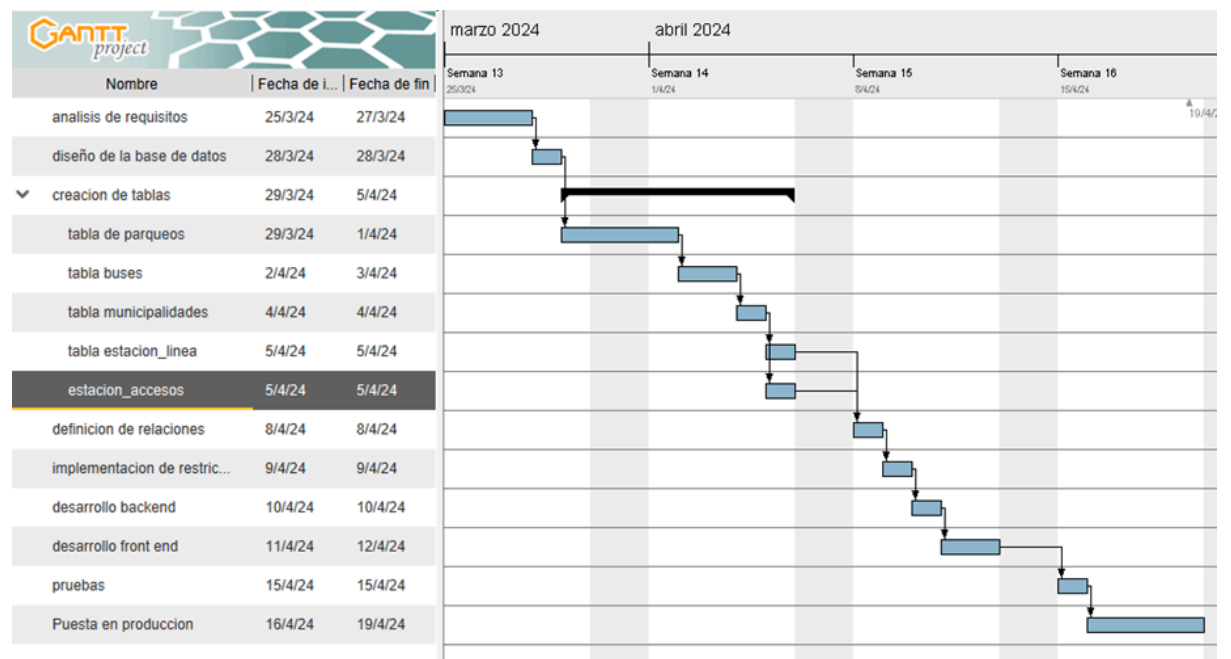 GANTT
project
marzo 2024
abril 2024
Semana 13
Semana 14
Semana 15
Semana 16
Nombre
Fecha de i...
Fecha de fin
25/3/24
1/4/24
8/4/24
15/4/24
analisis de requisitos 25/3/24 27/3/24
diseño de la base de datos 28/3/24 28/3/24
creacion de tablas 29/3/24 5/4/24
tabla de parqueos 29/3/24 1/4/24
tabla buses 2/4/24 3/4/24
tabla municipalidades 4/4/24 4/4/24
tabla estacion_linea 5/4/24 5/4/24
estacion_accesos 5/4/24 5/4/24
definicion de relaciones 8/4/24 8/4/24
implementacion de restric... 9/4/24 9/4/24
desarrollo backend 10/4/24 10/4/24
desarrollo front end 11/4/24 12/4/24
pruebas 15/4/24 15/4/24
Puesta en produccion 16/4/24 19/4/24